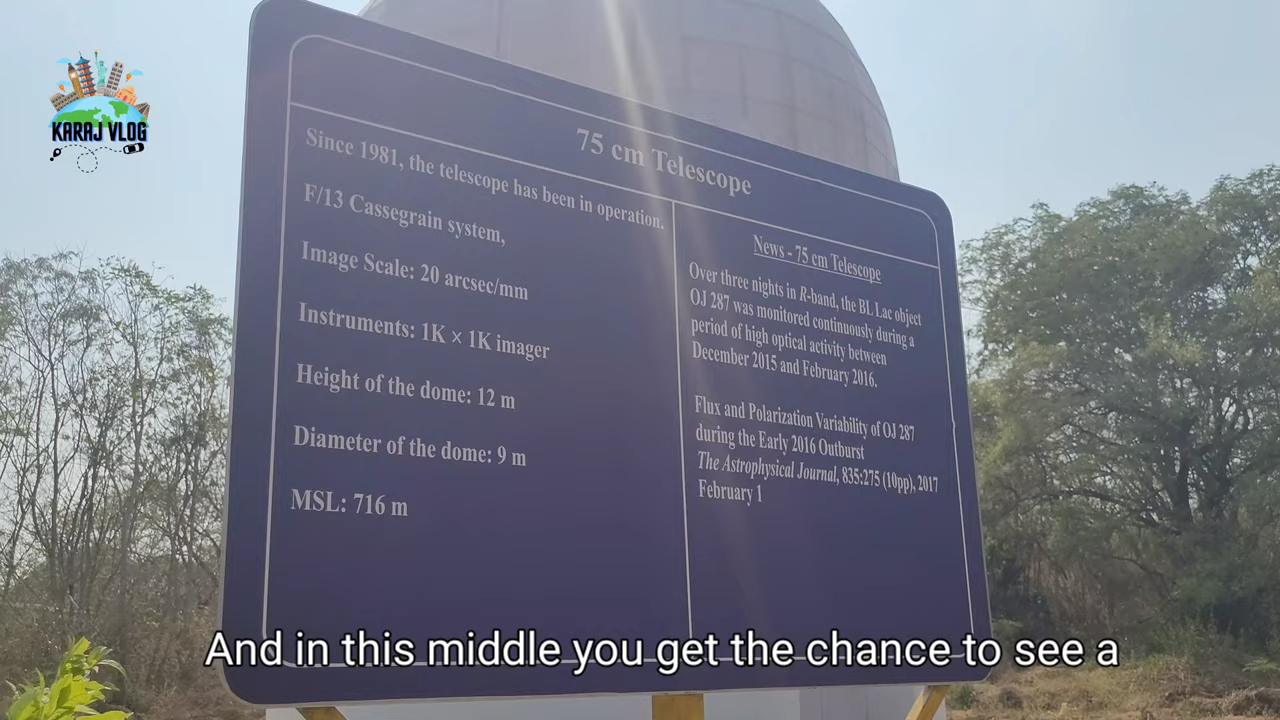 KARAJ VLOG
75 cm Telescope
Since 1981, the telescope has been in operation.
F/13 Cassegrain system,
Image Scale: 20 arcsec/mm
Instruments: 1K × 1K imager
Height of the dome: 12 m
Diameter of the dome: 9 m
MSL: 716 m
News - 75 cm Telescope
Over three nights in R-band, the BL Lac object
OJ 287 was monitored continuously during a
period of high optical activity between
December 2015 and February 2016.
Flux and Polarization Variability of OJ 287
during the Early 2016 Outburst
The Astrophysical Journal, 835:275 (10pp), 2017
February 1
And in this middle you get the chance to see a